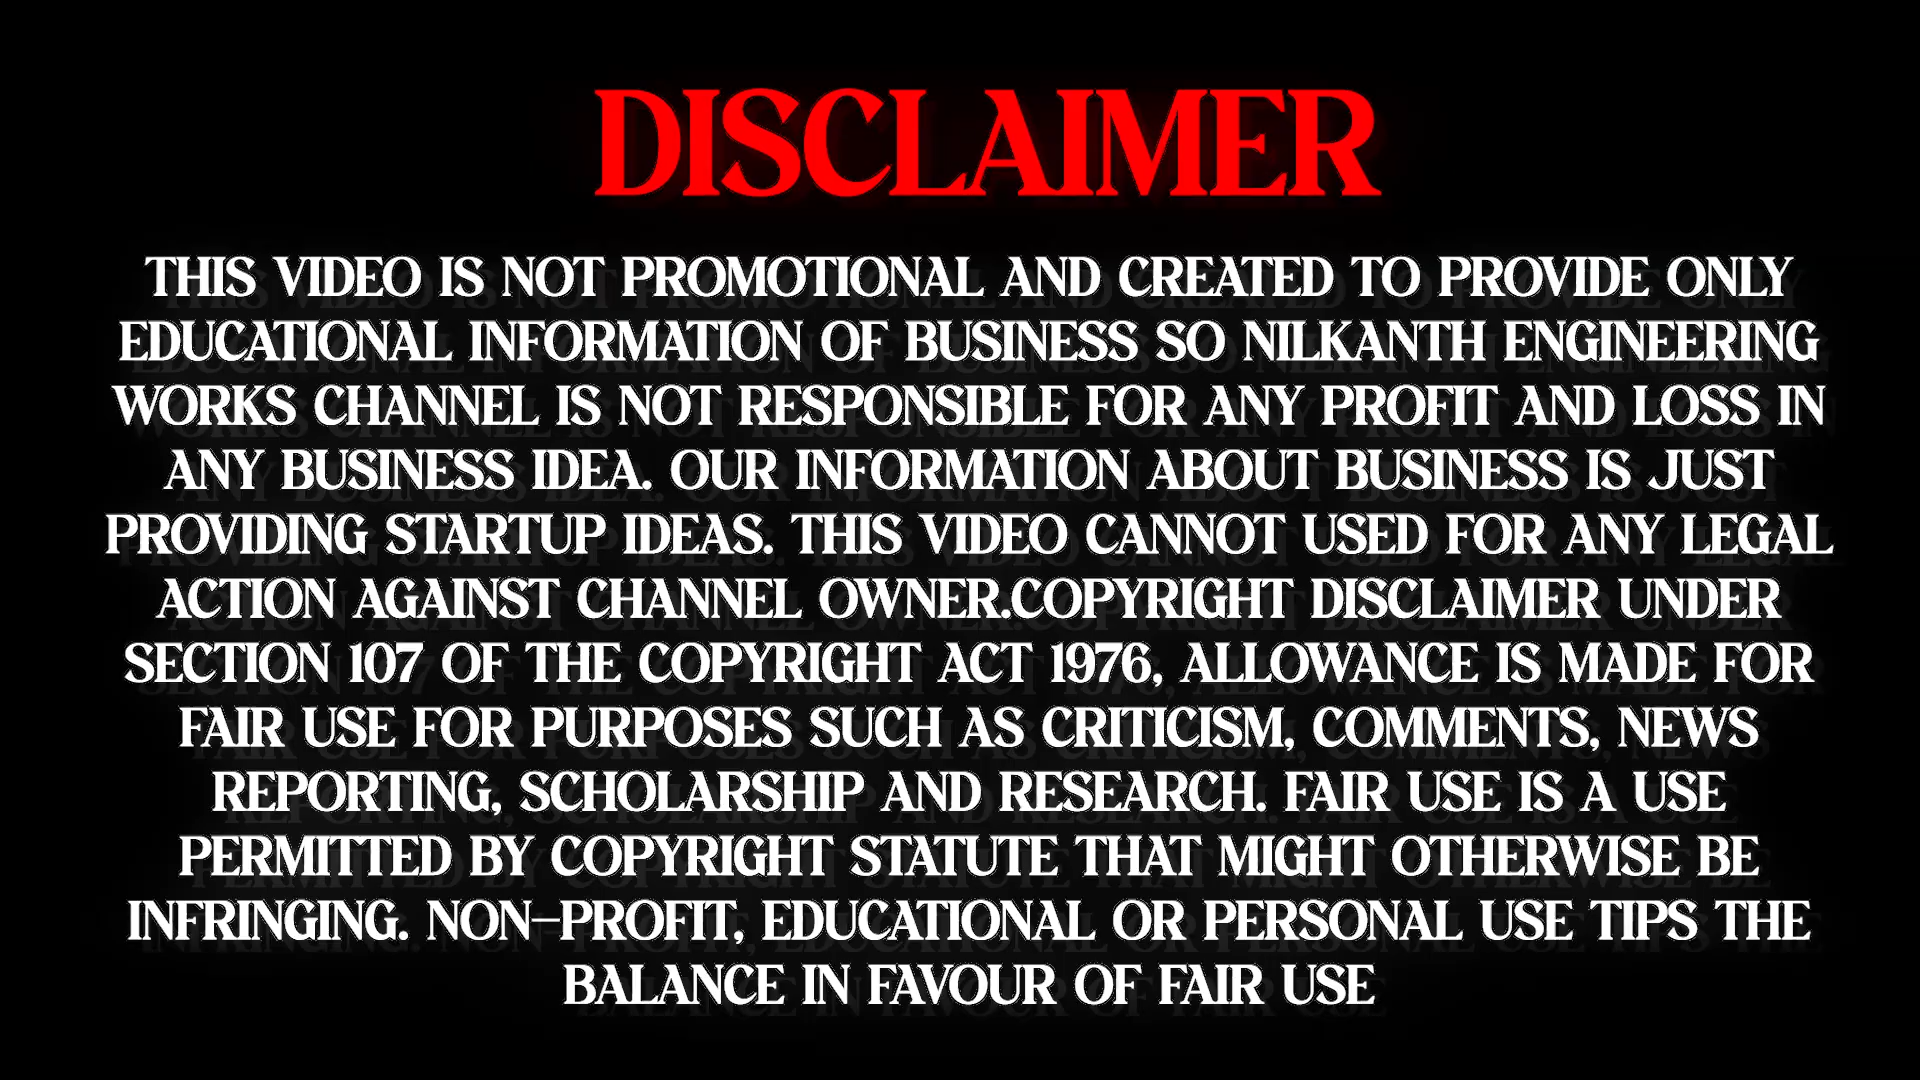 DISCLAIMER
THIS VIDEO IS NOT PROMOTIONAL AND CREATED TO PROVIDE ONLY
EDUCATIONAL INFORMATION OF BUSINESS SO NILKANTH ENGINEERING
WORKS CHANNEL IS NOT RESPONSIBLE FOR ANY PROFIT AND LOSS IN
ANY BUSINESS IDEA. OUR INFORMATION ABOUT BUSINESS IS JUST
PROVIDING STARTUP IDEAS. THIS VIDEO CANNOT USED FOR ANY LEGAL
ACTION AGAINST CHANNEL OWNER.COPYRIGHT DISCLAIMER UNDER
SECTION 107 OF THE COPYRIGHT ACT 1976, ALLOWANCE IS MADE FOR
FAIR USE FOR PURPOSES SUCH AS CRITICISM, COMMENTS, NEWS
REPORTING, SCHOLARSHIP AND RESEARCH. FAIR USE IS A USE
PERMITTED BY COPYRIGHT STATUTE THAT MIGHT OTHERWISE BE
INFRINGING. NON-PROFIT, EDUCATIONAL OR PERSONAL USE TIPS THE
BALANCE IN FAVOUR OF FAIR USE